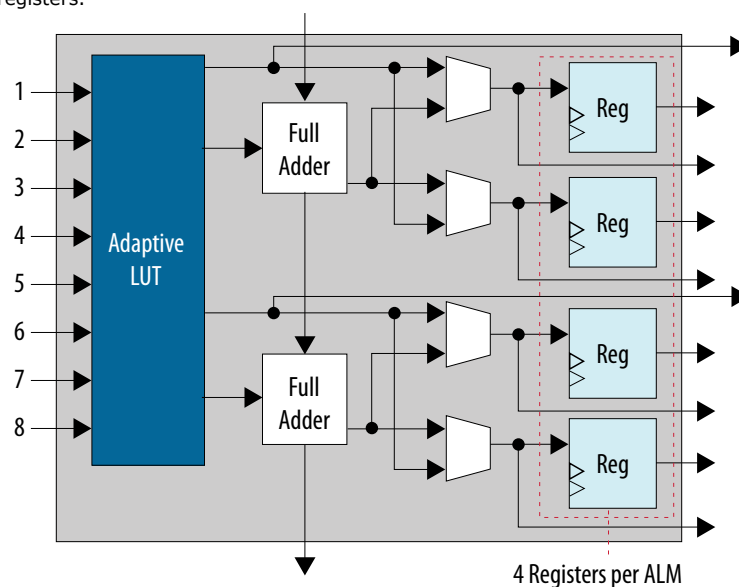 registers.
1
2
3
4
5
6
7
8
Adaptive
LUT
Full
Adder
Full
Adder
Reg
Reg
Reg
Reg
4 Registers per ALM